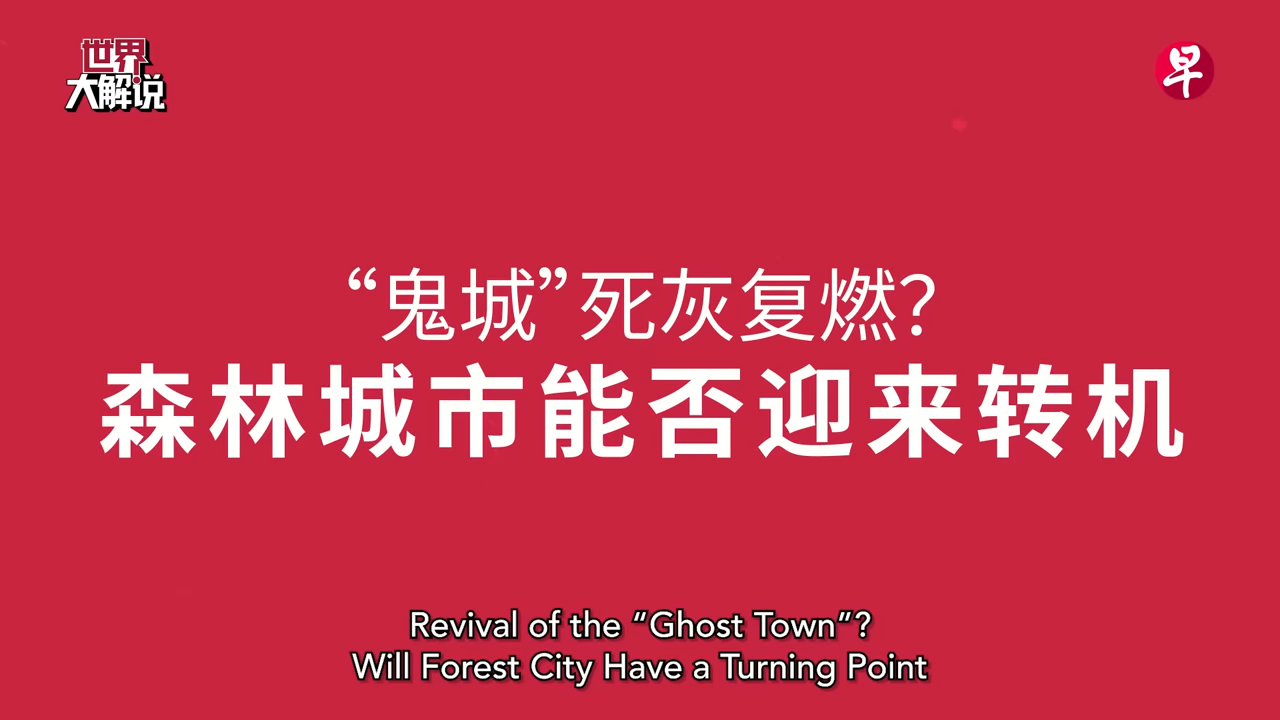 世界
大解说
早
“鬼城”死灰复燃？
森林城市能否迎来转机
Revival of the “Ghost Town”?
Will Forest City Have a Turning Point